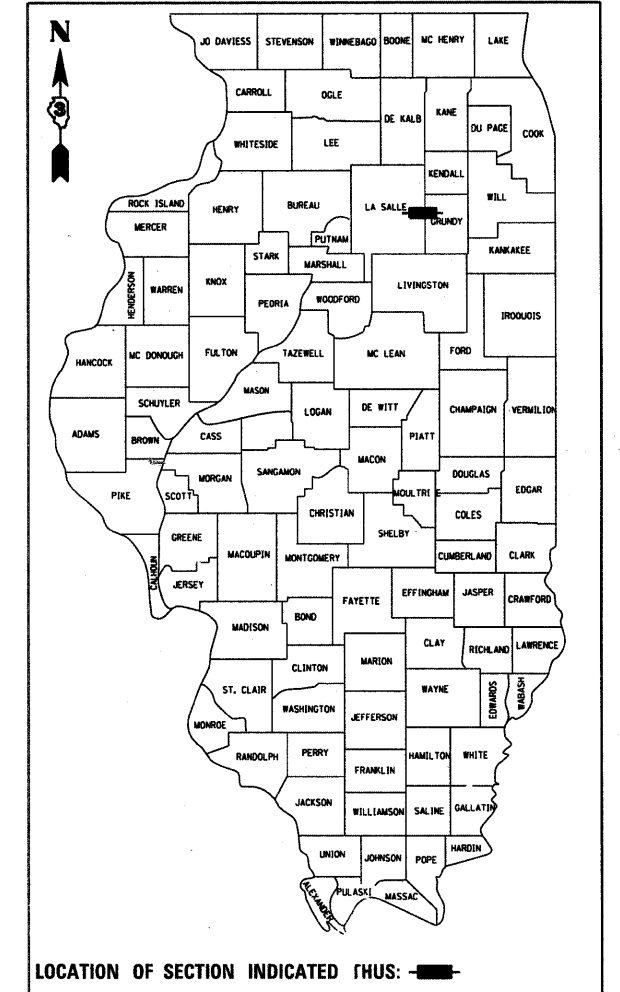 N
3
JO DAVIESS STEVENSON WINNEBAGO BOONE MC HENRY LAKE
CARROLL OGLE DE KALB KANE DU PAGE COOK
WHITESIDE LEE KENDALL WILL
ROCK ISLAND HENRY BUREAU LA SALLE GRUNDY
MERCER PUTNAM KANKAKEE
STARK MARSHALL
HENDERSON WARREN KNOX PEORIA WOODFORD LIVINGSTON IROQUOIS
HANCOCK MC DONOUGH FULTON TAZEWELL MC LEAN FORD
MASON
SCHUYLER LOGAN DE WITT CHAMPAIGN VERMILION
ADAMS BROWN CASS PIATT
MACON
MORGAN SANGAMON DOUGLAS
PIKE SCOTT MOULTRIE EDGAR
CHRISTIAN COLES
GREENE SHELBY
MACOUPIN MONTGOMERY CUMBERLAND CLARK
CALHOUN JERSEY
FAYETTE EFFINGHAM JASPER CRAWFORD
MADISON BOND
CLAY RICHLAND LAWRENCE
CLINTON MARION
ST. CLAIR WAYNE EDWARDS WABASH
WASHINGTON JEFFERSON
MONROE
RANDOLPH PERRY HAMILTON WHITE
FRANKLIN
JACKSON WILLIAMSON SALINE GALLATIN
UNION JOHNSON POPE HARDIN
ALEXANDER PULASKI MASSAC
LOCATION OF SECTION INDICATED THUS: